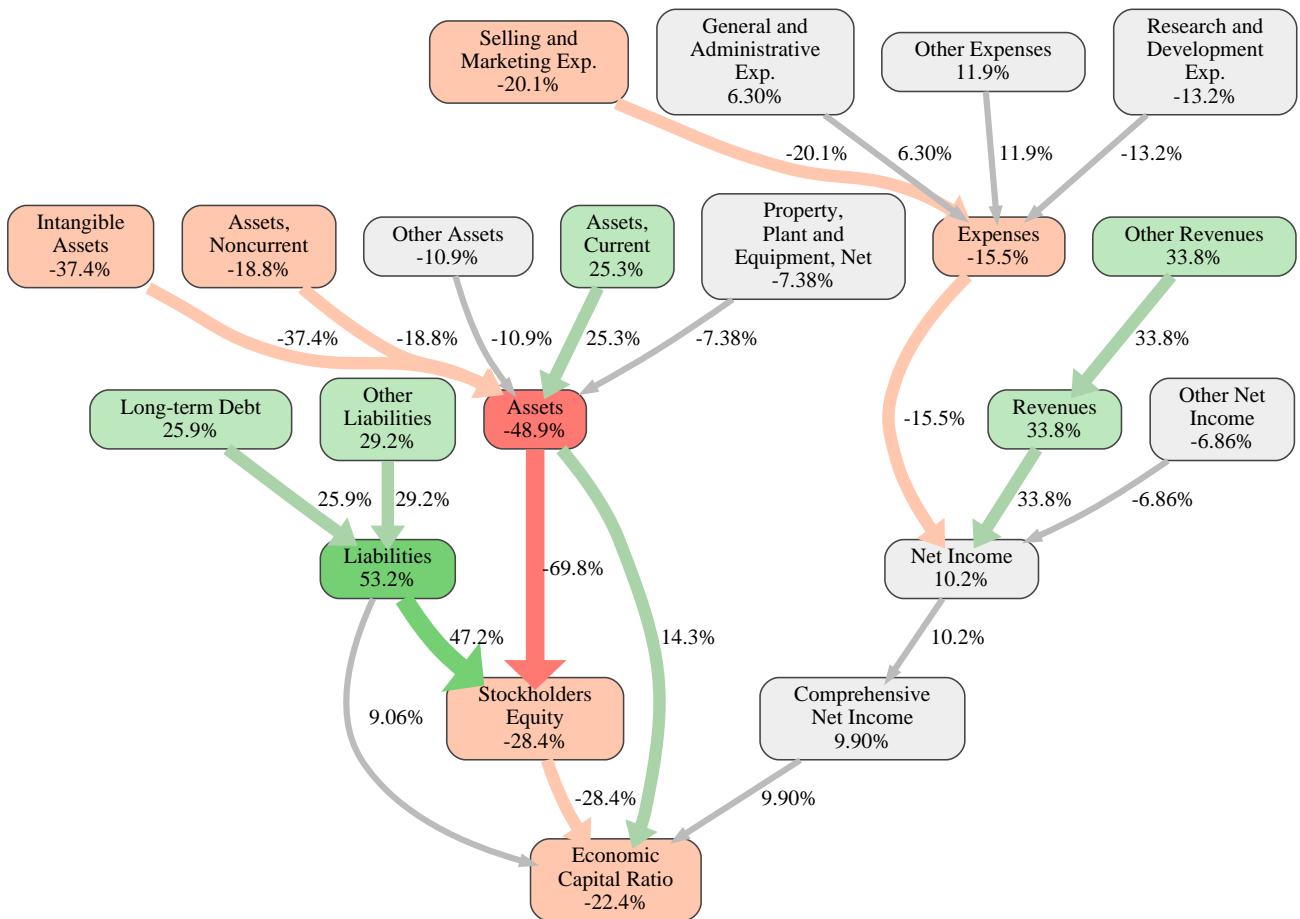 Selling and
Marketing Exp.
-20.1%
General and
Administrative
Exp.
6.30%
Other Expenses
11.9%
Research and
Development
Exp.
-13.2%
-20.1%
6.30%
11.9%
-13.2%
Intangible
Assets
-37.4%
Assets,
Noncurrent
-18.8%
Other Assets
-10.9%
Assets,
Current
25.3%
Property,
Plant and
Equipment, Net
-7.38%
Expenses
-15.5%
Other Revenues
33.8%
-37.4%
-18.8%
-10.9%
25.3%
-7.38%
33.8%
Long-term Debt
25.9%
Other
Liabilities
29.2%
Assets
-48.9%
-15.5%
Revenues
33.8%
Other Net
Income
-6.86%
25.9%
29.2%
33.8%
-6.86%
Liabilities
53.2%
-69.8%
Net Income
10.2%
47.2%
14.3%
10.2%
9.06%
Stockholders
Equity
-28.4%
Comprehensive
Net Income
9.90%
-28.4%
9.90%
Economic
Capital Ratio
-22.4%